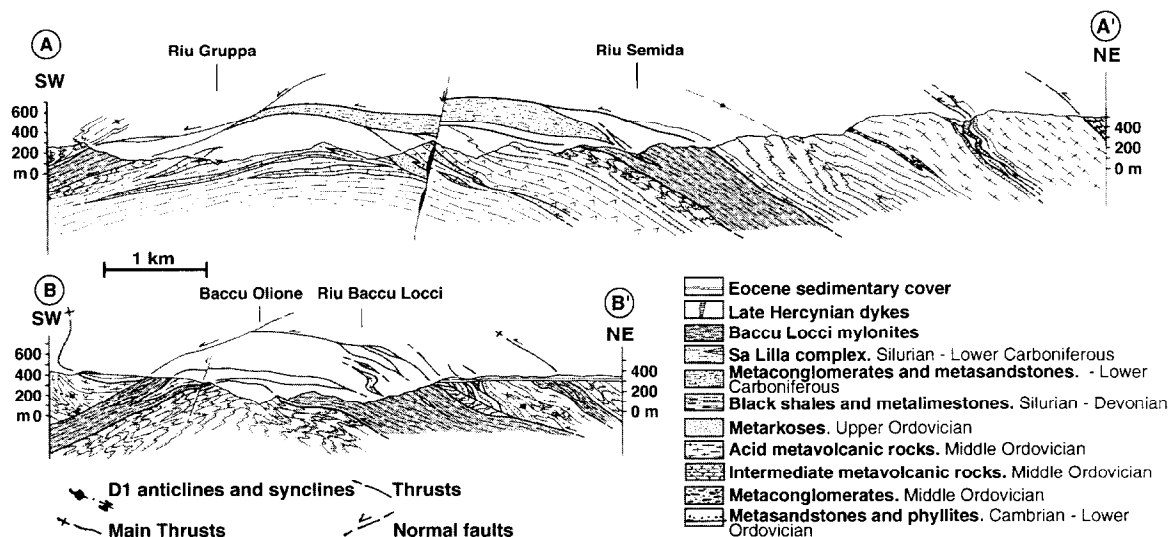 A
A'
Riu Gruppa
Riu Semida
SW
NE
600
400
200
m 0
400
200
0 m
1 km
B
Baccu Olione
Riu Baccu Locci
B'
SW
NE
600
400
200
m 0
400
200
0 m
Eocene sedimentary cover
Late Hercynian dykes
Baccu Locci mylonites
Sa Lilla complex. Silurian - Lower Carboniferous
Metaconglomerates and metasandstones. - Lower
Carboniferous
Black shales and metalimestones. Silurian - Devonian
Metarkoses. Upper Ordovician
Acid metavolcanic rocks. Middle Ordovician
Intermediate metavolcanic rocks. Middle Ordovician
Metaconglomerates. Middle Ordovician
Metasandstones and phyllites. Cambrian - Lower
Ordovician
D1 anticlines and synclines
Thrusts
Main Thrusts
Normal faults